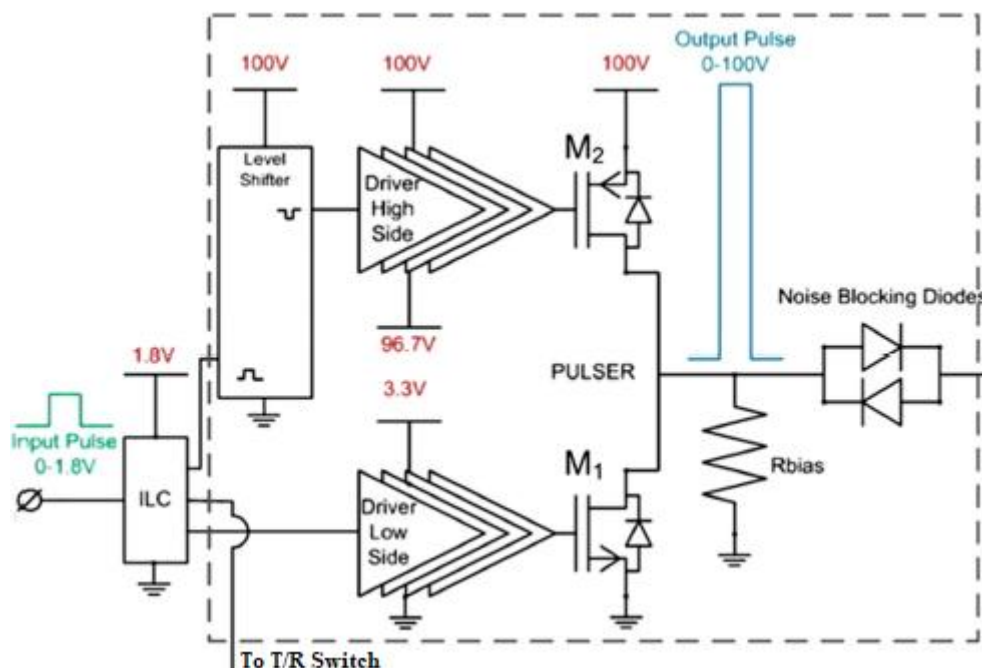 Output Pulse
0-100V
100V
100V
100V
Level
Shifter
Driver
High
Side
M2
Noise Blocking Diodes
96.7V
1.8V
3.3V
PULSER
Input Pulse
0-1.8V
ILC
Driver
Low
Side
M1
Rbias
To T/R Switch